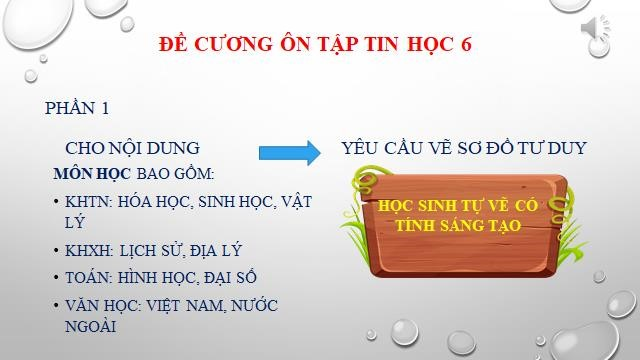 ĐỀ CƯƠNG ÔN TẬP TIN HỌC 6
PHẦN 1
CHO NỘI DUNG
MÔN HỌC BAO GỒM:
• KHTN: HÓA HỌC, SINH HỌC, VẬT
LÝ
• KHXH: LỊCH SỬ, ĐỊA LÝ
• TOÁN: HÌNH HỌC, ĐẠI SỐ
• VĂN HỌC: VIỆT NAM, NƯỚC
NGOÀI
YÊU CẦU VẼ SƠ ĐỒ TƯ DUY
HỌC SINH TỰ VẼ CÓ
TÍNH SÁNG TẠO